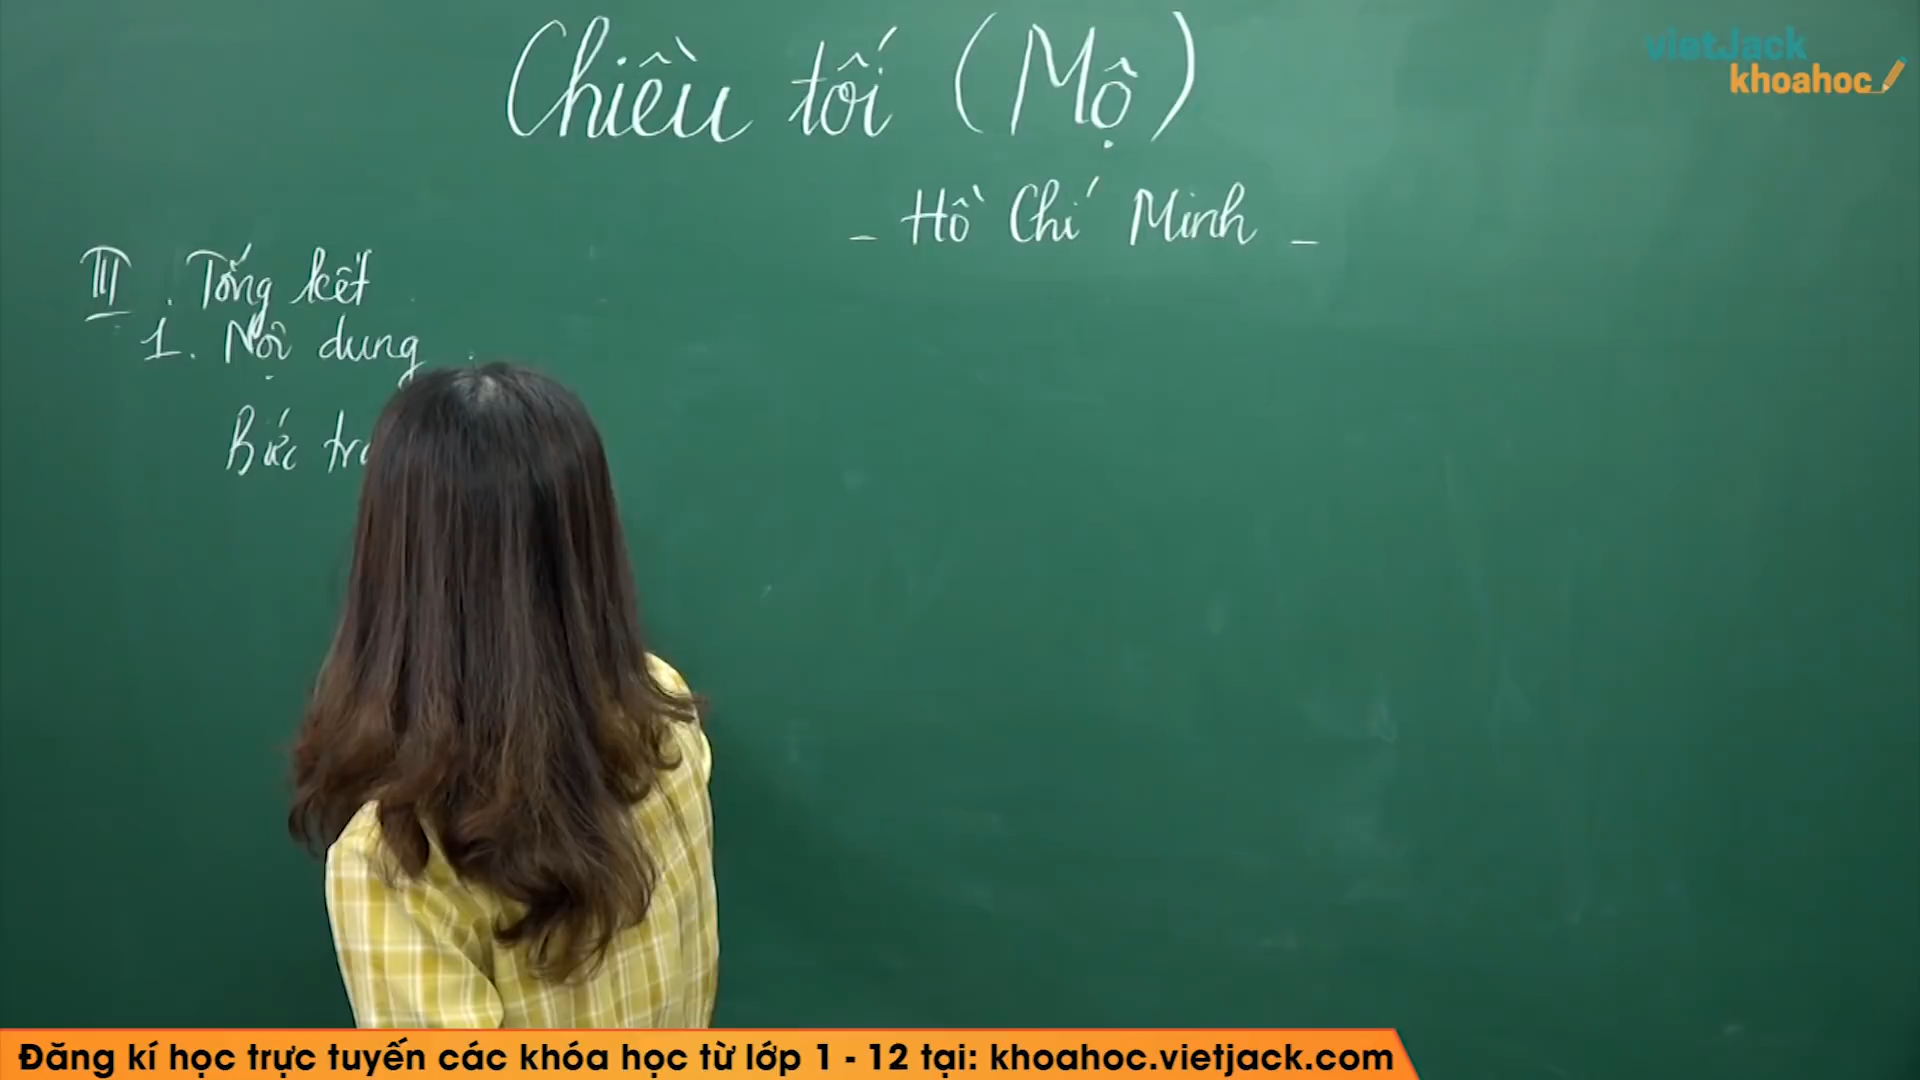 vietJack
khoahoc
Chiều tối (Mộ)
- Hồ Chí Minh -
III. Tổng kết
1. Nội dung
Bức
Đăng kí học trực tuyến các khóa học từ lớp 1 - 12 tại: khoahoc.vietjack.com